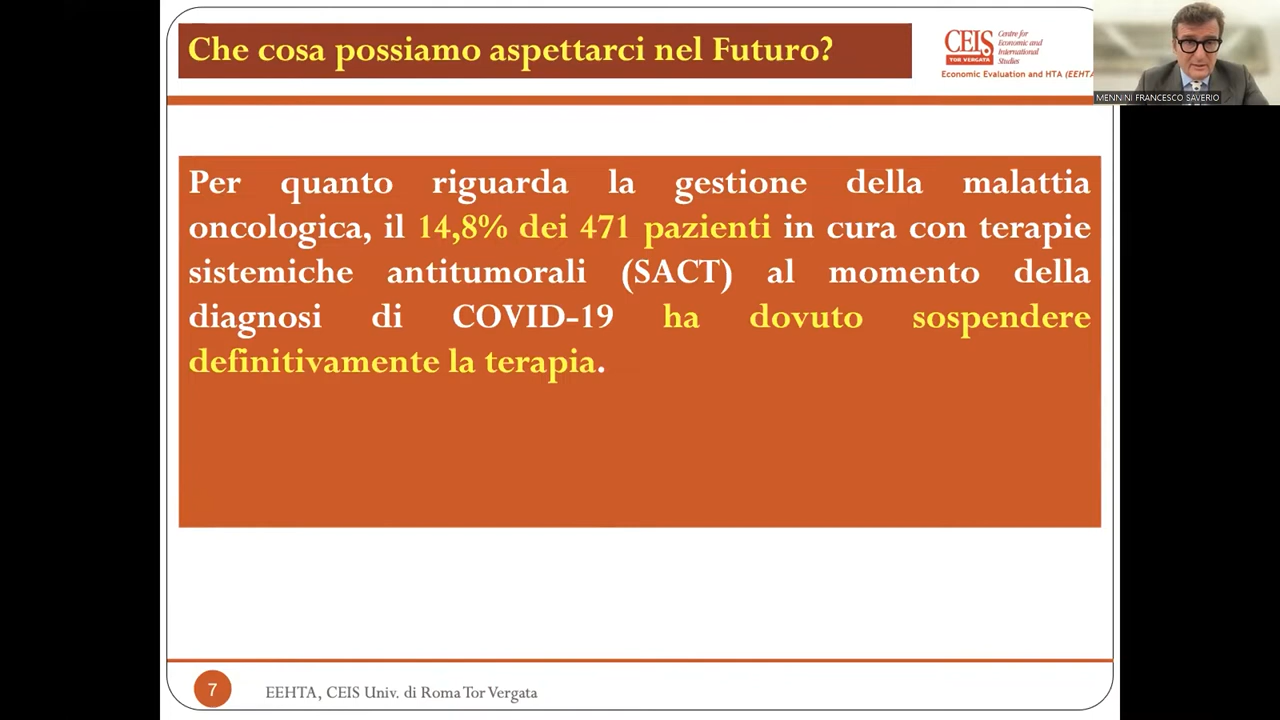 Che cosa possiamo aspettarci nel Futuro?
CEIS
TOR VERGATA
Centre for
Economic and
International
Studies
Economic Evaluation and HTA (EEHTA
MENNINI FRANCESCO SAVERIO
Per quanto riguarda la gestione della malattia
oncologica, il 14,8% dei 471 pazienti in cura con terapie
sistemiche antitumorali (SACT) al momento della
diagnosi di COVID-19 ha dovuto sospendere
definitivamente la terapia.
7
EEHTA, CEIS Univ. di Roma Tor Vergata